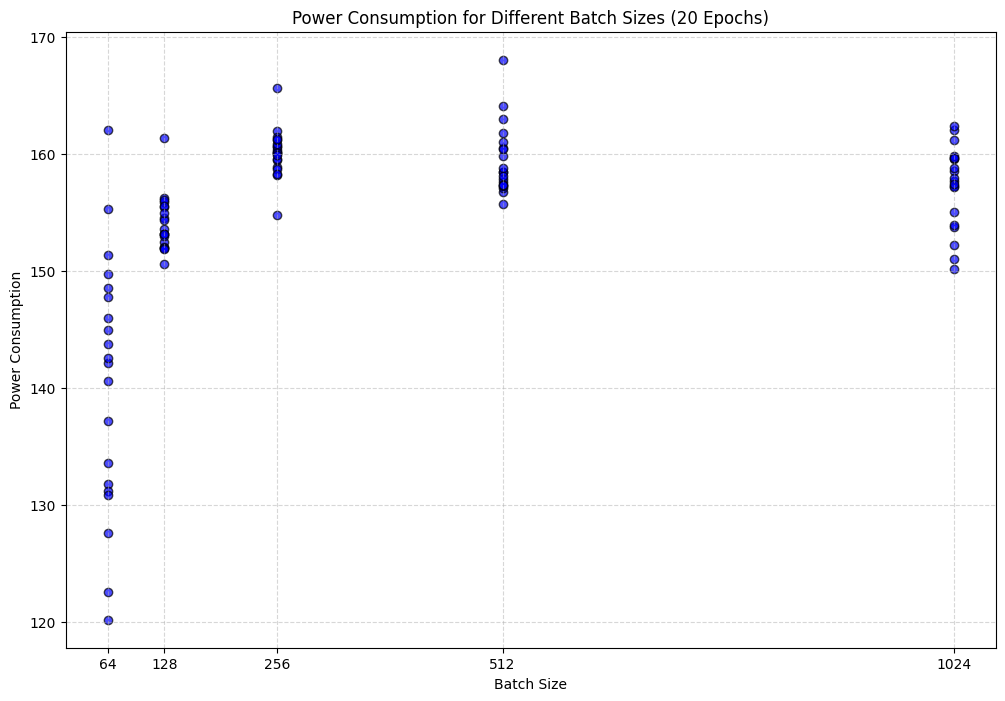 Power Consumption for Different Batch Sizes (20 Epochs)
170
160
150
140
130
120
Power Consumption
64 128 256 512 1024
Batch Size